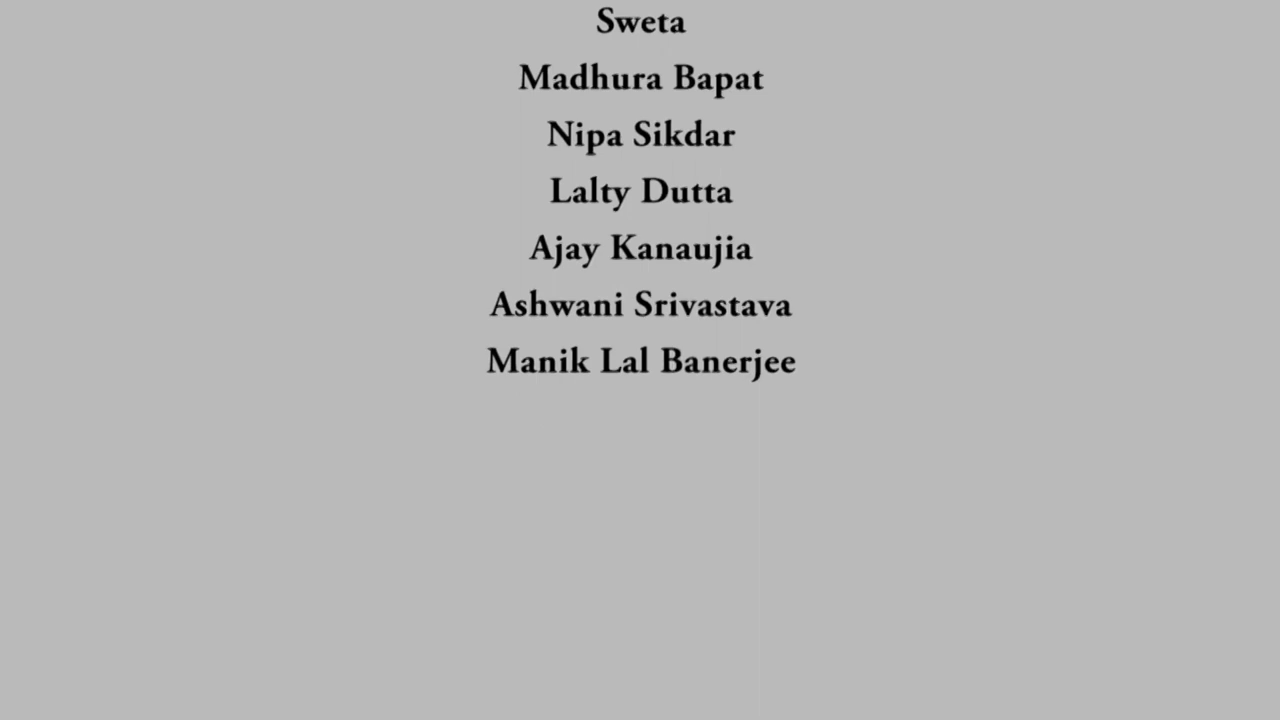 Sweta
Madhura Bapat
Nipa Sikdar
Lalty Dutta
Ajay Kanaujia
Ashwani Srivastava
Manik Lal Banerjee